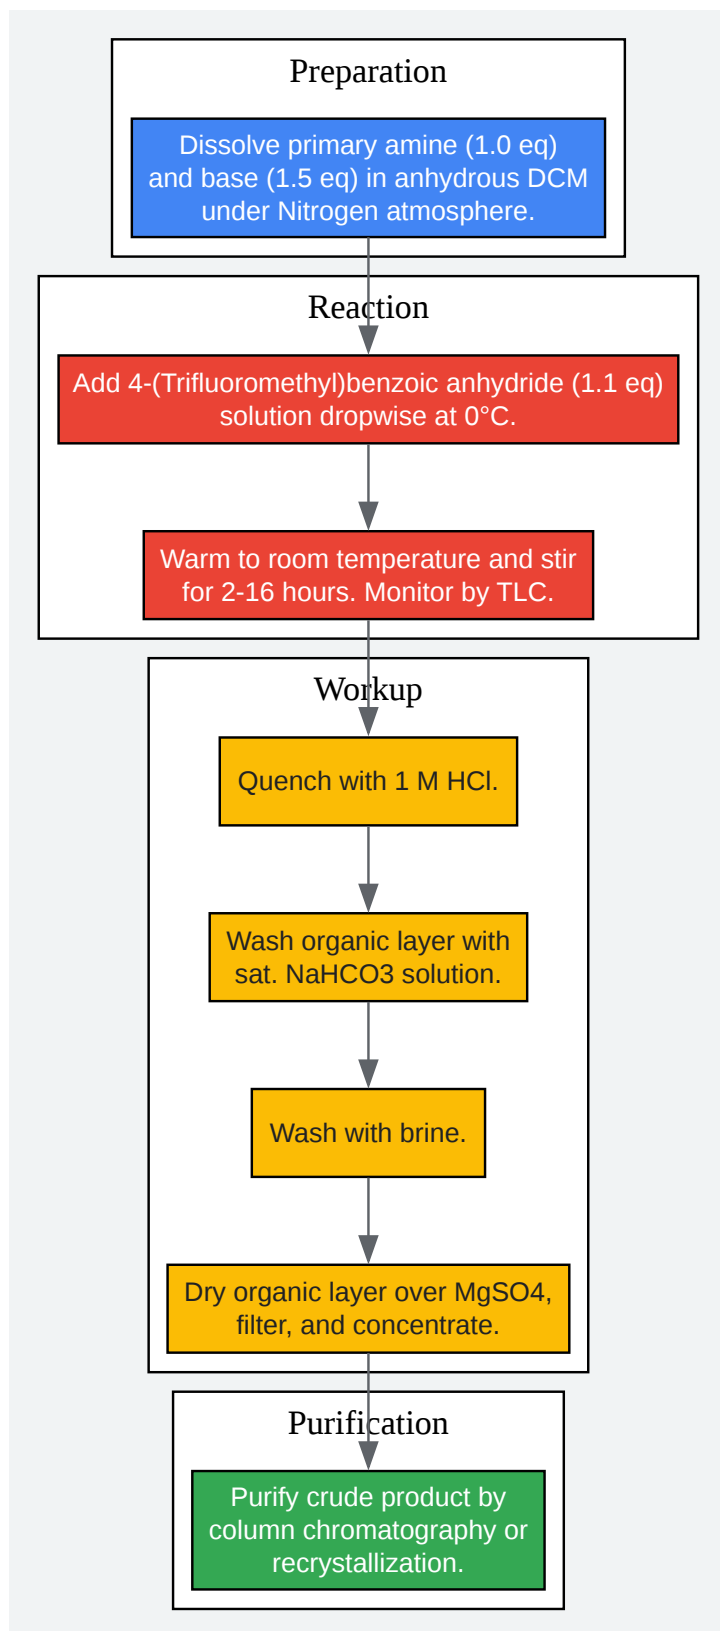 Preparation
Dissolve primary amine (1.0 eq)
and base (1.5 eq) in anhydrous DCM
under Nitrogen atmosphere.
Reaction
Add 4-(Trifluoromethyl)benzoic anhydride (1.1 eq)
solution dropwise at 0°C.
Warm to room temperature and stir
for 2-16 hours. Monitor by TLC.
Workup
Quench with 1 M HCl.
Wash organic layer with
sat. NaHCO3 solution.
Wash with brine.
Dry organic layer over MgSO4,
filter, and concentrate.
Purification
Purify crude product by
column chromatography or
recrystallization.